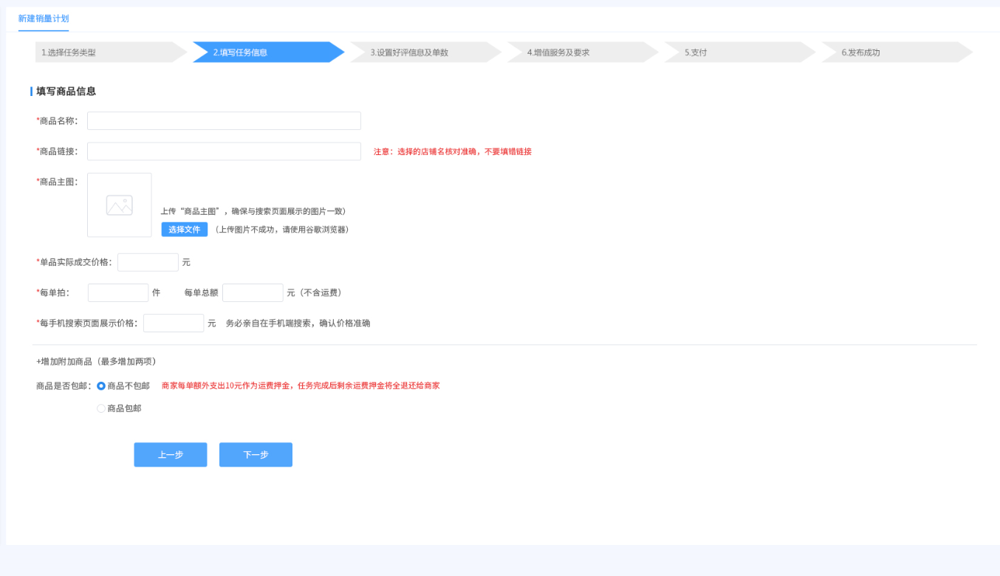 新建销量计划
1.选择任务类型 2.填写任务信息 3.设置好评信息及单数 4.增值服务及要求 5.支付 6.发布成功
填写商品信息
*商品名称：
*商品链接： 注意：选择的店铺名核对准确，不要填错链接
*商品主图：
上传“商品主图”，确保与搜索页面展示的图片一致）
选择文件 （上传图片不成功，请使用谷歌浏览器）
*单品实际成交价格： 元
*每单拍： 件 每单总额 元（不含运费）
*每手机搜索页面展示价格： 元 务必亲自在手机端搜索，确认价格准确
+增加附加商品（最多增加两项）
商品是否包邮： 商品不包邮 商家每单额外支出10元作为运费押金，任务完成后剩余运费押金将全退还给商家
商品包邮
上一步 下一步